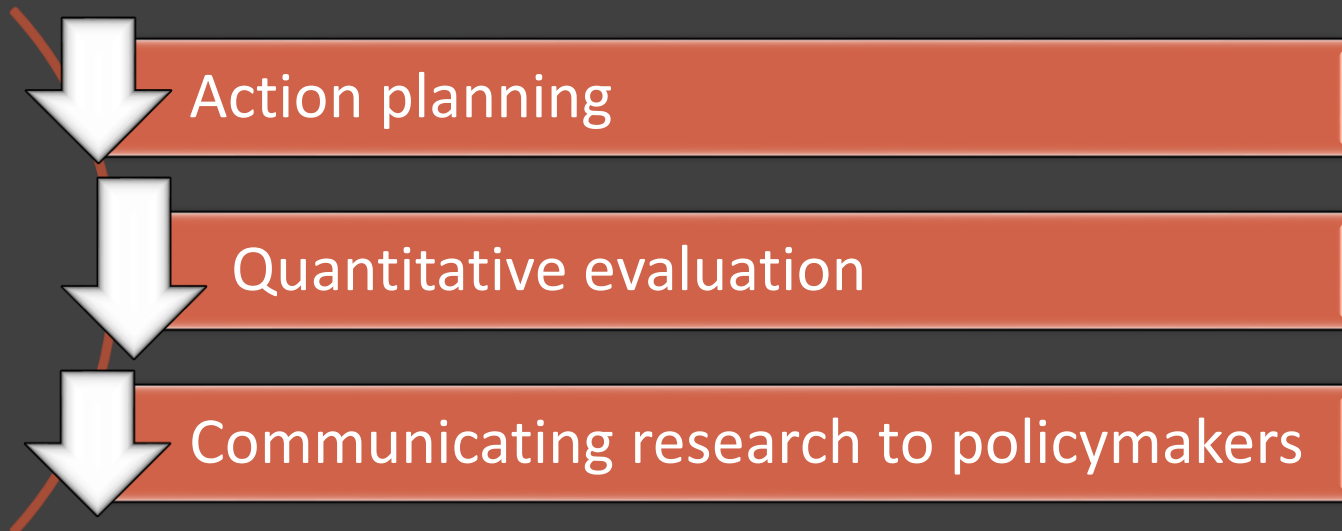 Action planning
Quantitative evaluation
Communicating research to policymakers